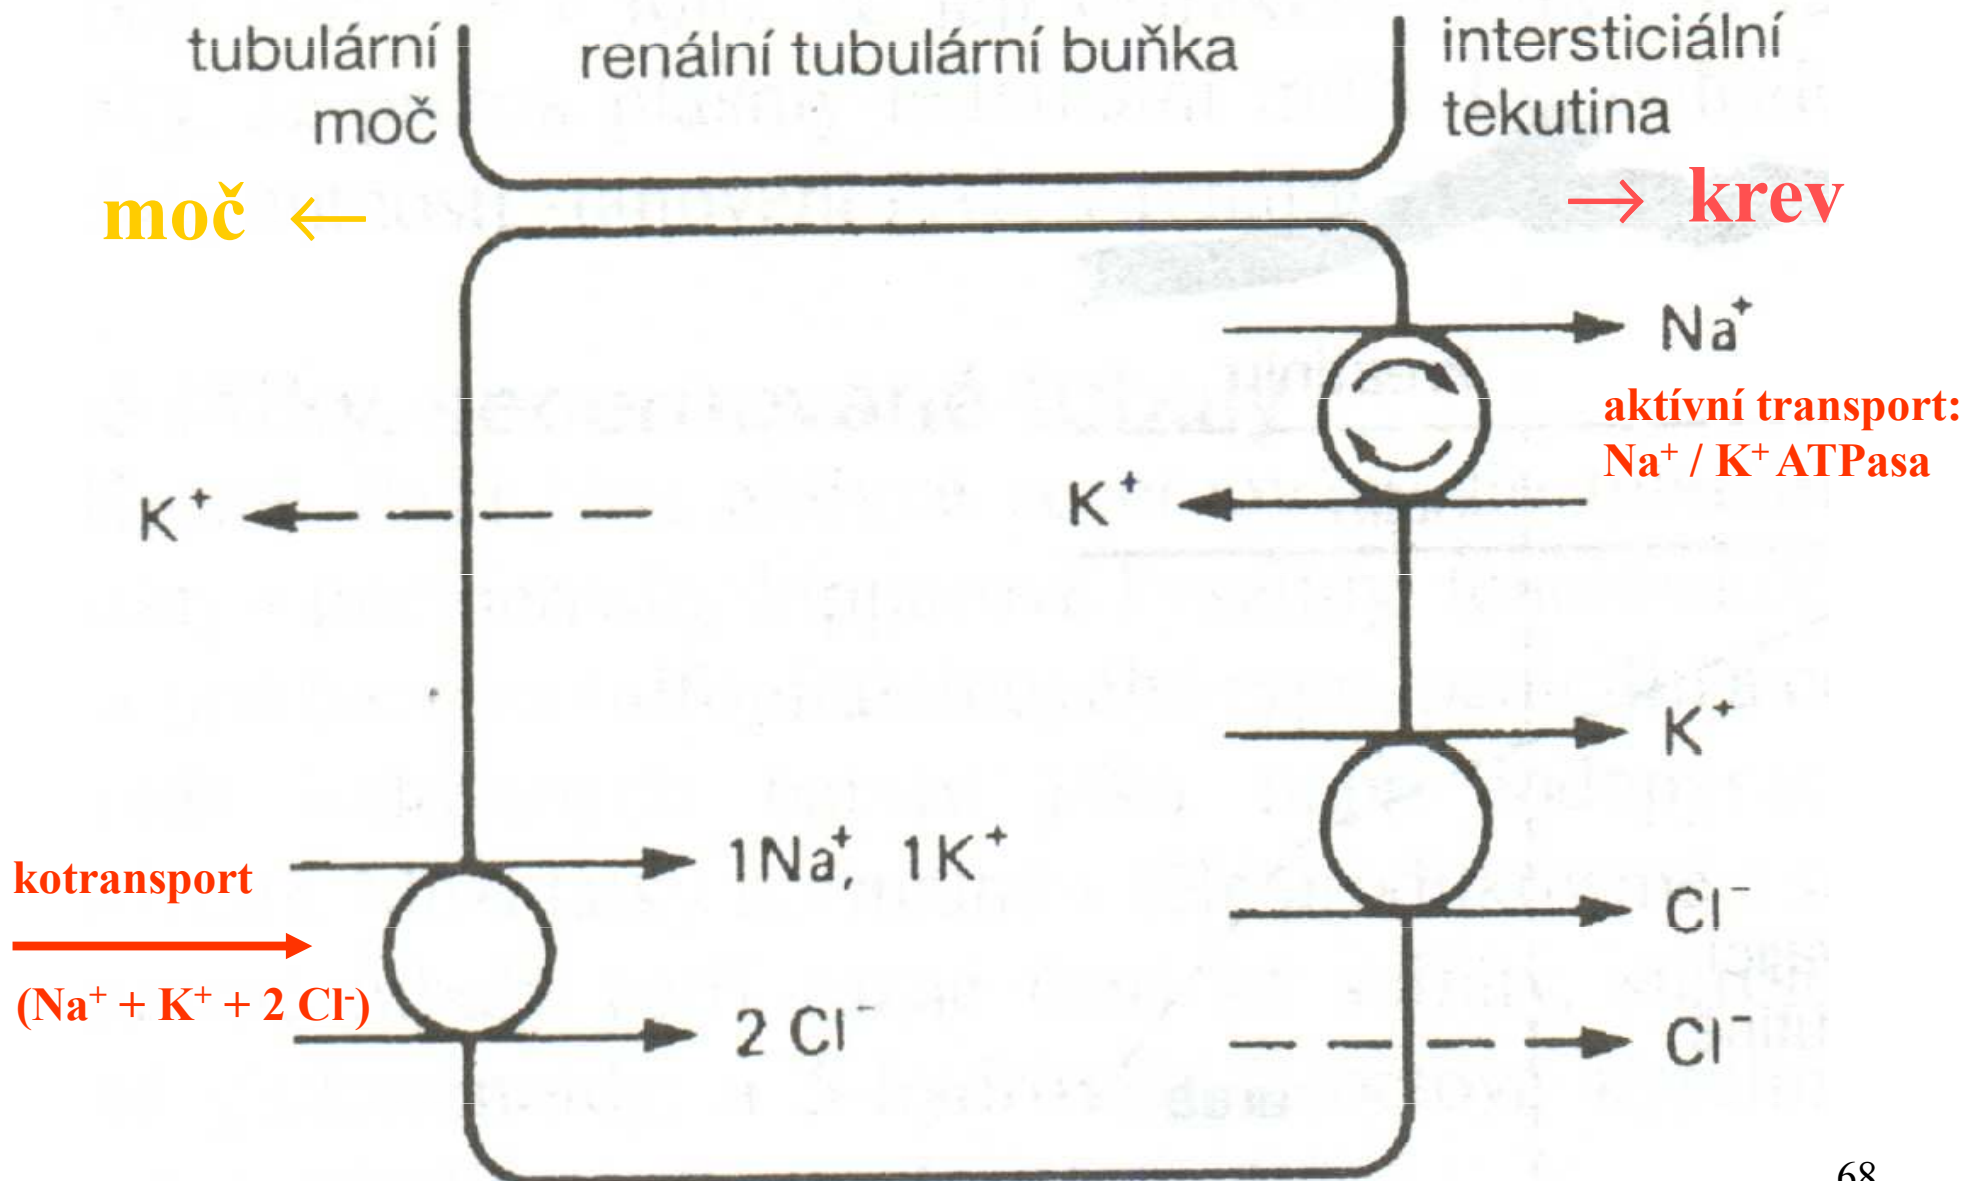 tubulární
moč
renální tubulární buňka
intersticiální
tekutina
moč ←
→ krev
Na⁺
aktívní transport:
Na⁺ / K⁺ ATPasa
K⁺
K⁺
K⁺
1Na⁺, 1K⁺
kotransport
Cl⁻
(Na⁺ + K⁺ + 2 Cl⁻)
2 Cl⁻
Cl⁻
68